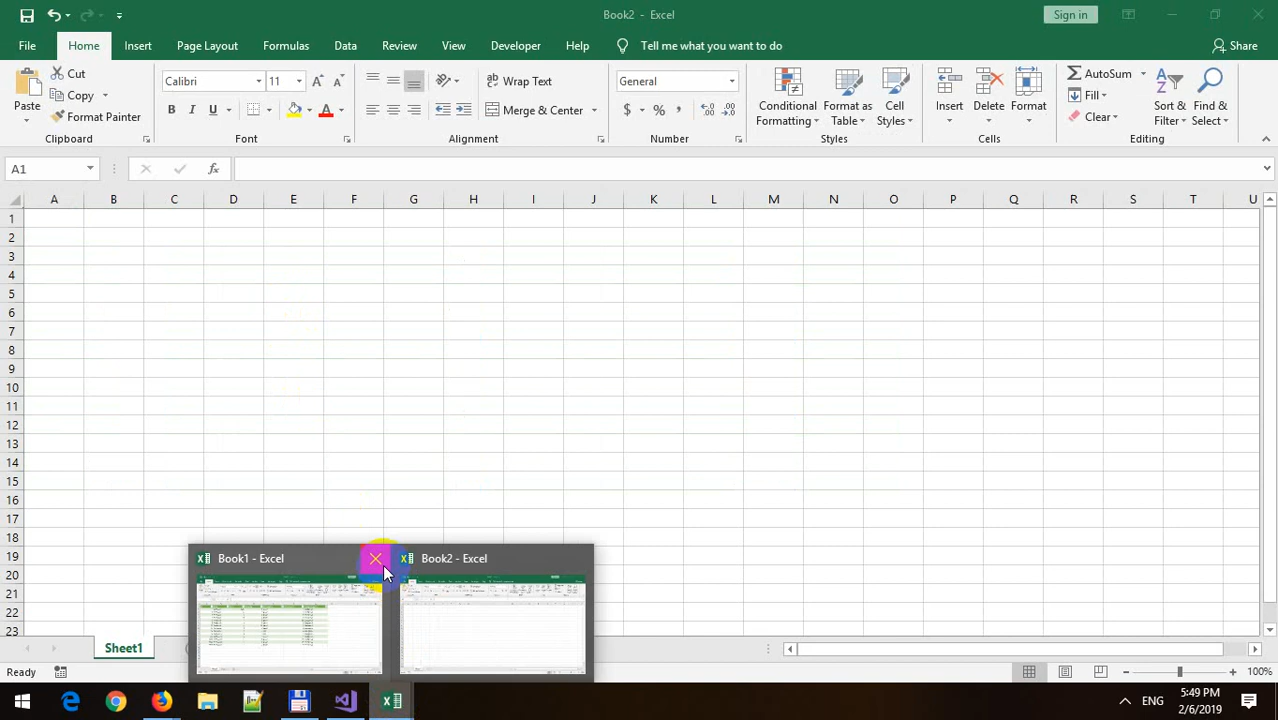 Book2 - Excel
Sign in
File Home Insert Page Layout Formulas Data Review View Developer Help Tell me what you want to do Share
Paste
Cut
Copy
Format Painter
Clipboard
Calibri 11
B I U
Font
Wrap Text
Merge & Center
Alignment
General
$ % ,
Number
Conditional Formatting
Format as Table
Cell Styles
Styles
Insert
Delete
Format
Cells
AutoSum
Fill
Clear
Sort & Filter
Find & Select
Editing
A1
fx
A B C D E F G H I J K L M N O P Q R S T U
1
2
3
4
5
6
7
8
9
10
11
12
13
14
15
16
17
18
19
20
21
22
23
Book1 - Excel
Book2 - Excel
Sheet1
Ready
100%
ENG
5:49 PM
2/6/2019